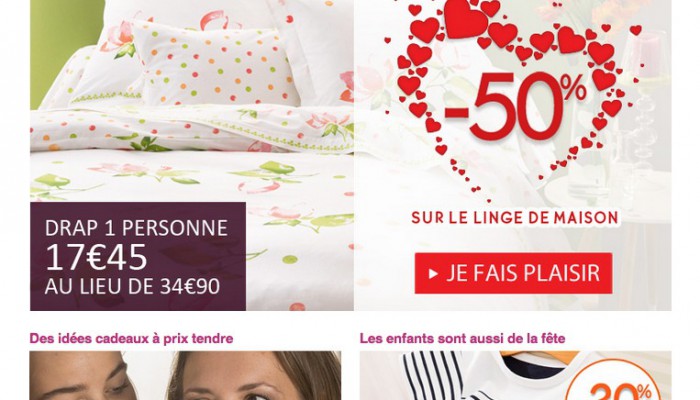 -50%
SUR LE LINGE DE MAISON
DRAP 1 PERSONNE
17€45
AU LIEU DE 34€90
JE FAIS PLAISIR
Des idées cadeaux à prix tendre
Les enfants sont aussi de la fête